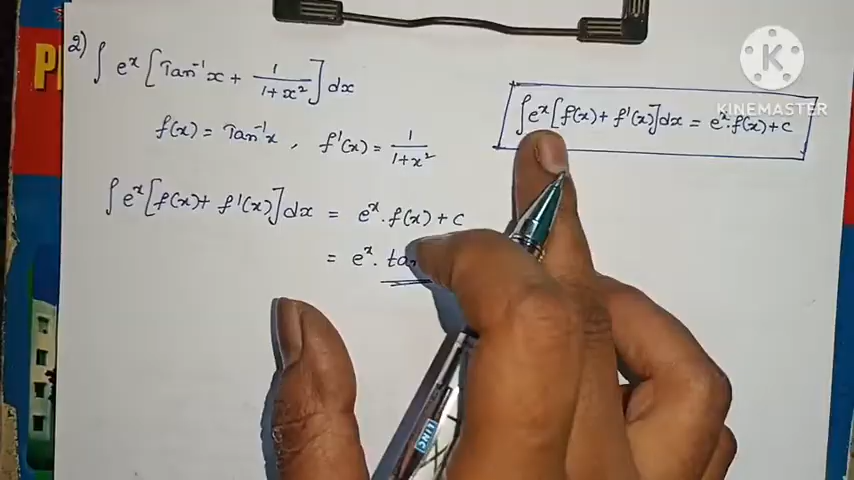 2) ∫ eˣ [Tan⁻¹x + 1/(1+x²)] dx
f(x) = Tan⁻¹x , f'(x) = 1/(1+x²)
∫eˣ[f(x)+ f'(x)]dx = eˣ.f(x)+c
= eˣ.
∫eˣ[f(x)+ f'(x)]dx = eˣ.f(x)+c
KINEMASTER
K
LINC
P